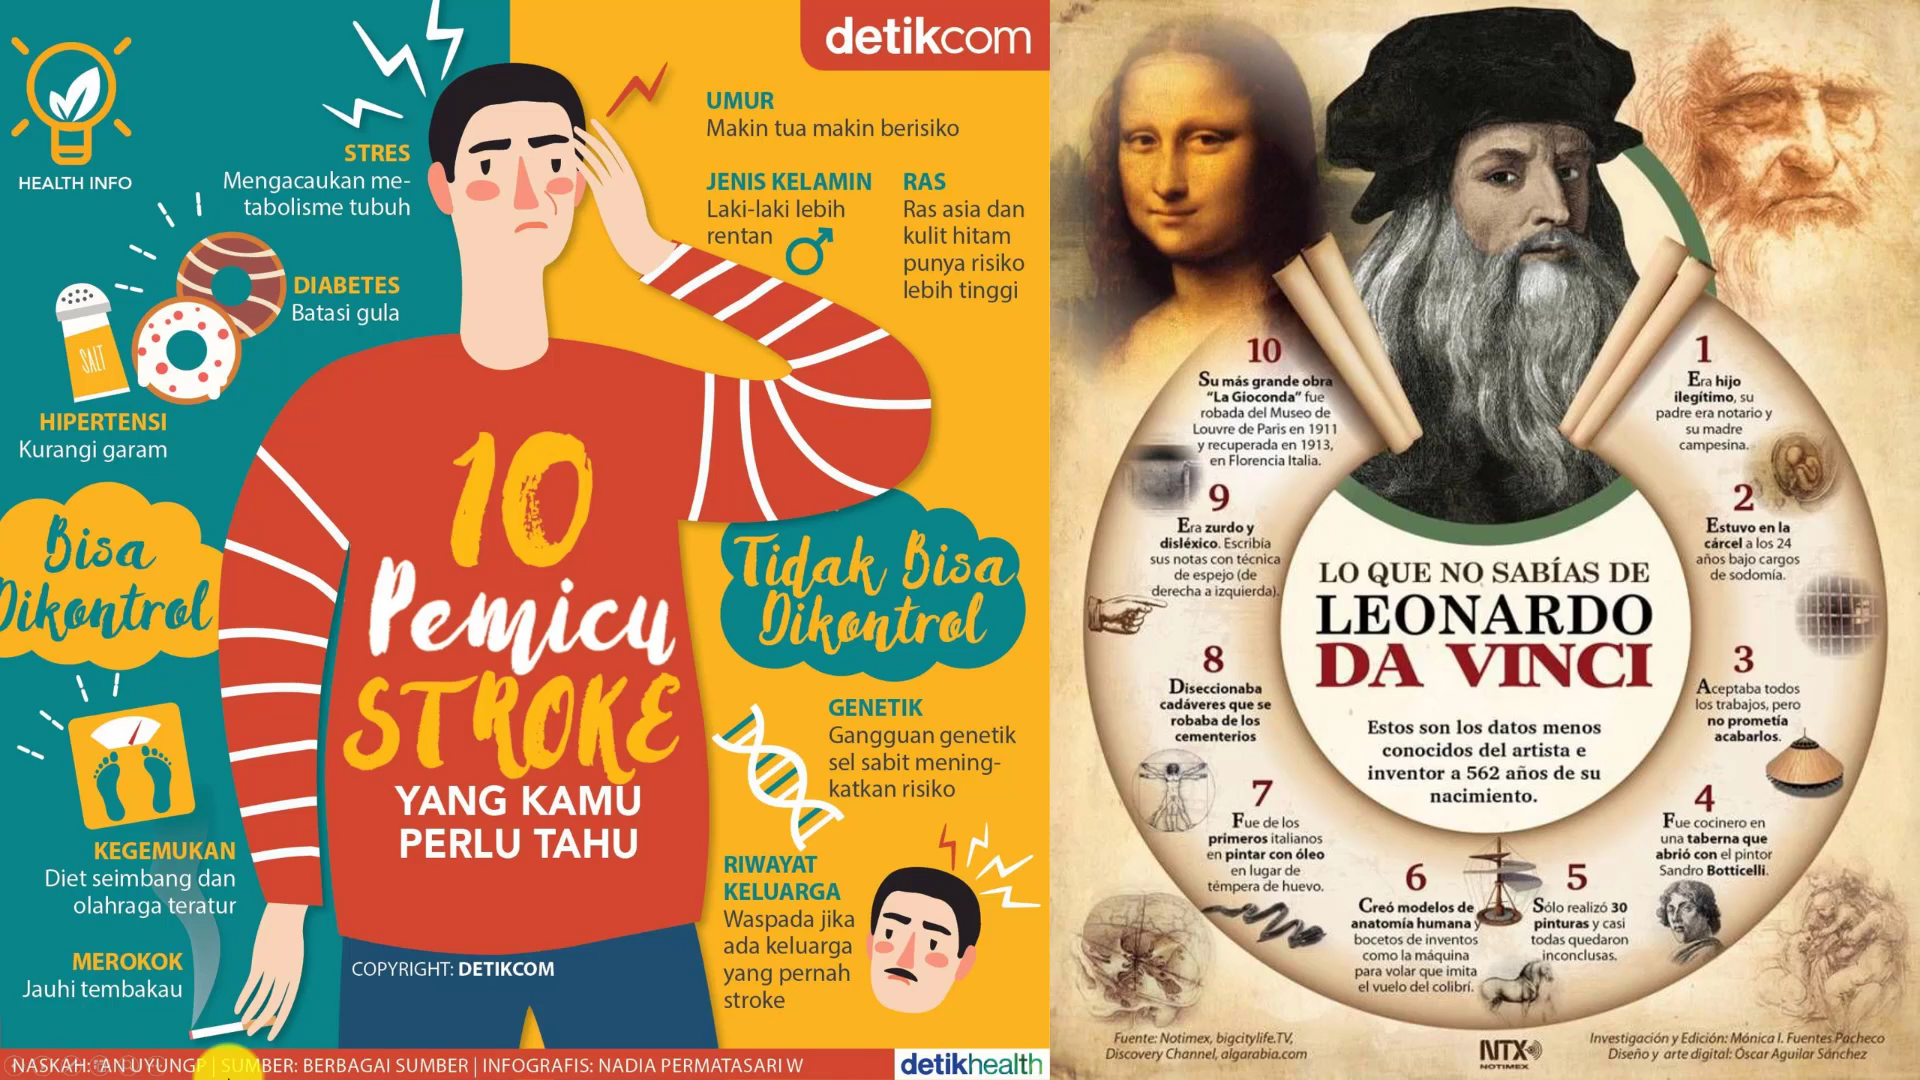 detikcom
HEALTH INFO
STRES
Mengacaukan me-
tabolisme tubuh
DIABETES
Batasi gula
SALT
HIPERTENSI
Kurangi garam
Bisa
Dikontrol
KEGEMUKAN
Diet seimbang dan
olahraga teratur
MEROKOK
Jauhi tembakau
10
Pemicu
STROKE
YANG KAMU
PERLU TAHU
COPYRIGHT: DETIKCOM
UMUR
Makin tua makin berisiko
JENIS KELAMIN
Laki-laki lebih
rentan
RAS
Ras asia dan
kulit hitam
punya risiko
lebih tinggi
Tidak Bisa
Dikontrol
GENETIK
Gangguan genetik
sel sabit mening-
katkan risiko
RIWAYAT
KELUARGA
Waspada jika
ada keluarga
yang pernah
stroke
NASKAH: AN UYUNGP | SUMBER: BERBAGAI SUMBER | INFOGRAFIS: NADIA PERMATASARI W
detikhealth
LO QUE NO SABÍAS DE
LEONARDO
DA VINCI
Estos son los datos menos
conocidos del artista e
inventor a 562 años de su
nacimiento.
1
Era hijo
ilegítimo, su
padre era notario y
su madre
campesina.
2
Estuvo en la
cárcel a los 24
años bajo cargos
de sodomía.
3
Aceptaba todos
los trabajos, pero
no prometía
acabarlos.
4
Fue cocinero en
una taberna que
abrió con el pintor
Sandro Botticelli.
5
Sólo realizó 30
pinturas y casi
todas quedaron
inconclusas.
6
Creó modelos de
anatomía humana y
bocetos de inventos
como la máquina
para volar que imita
el vuelo del colibrí.
7
Fue de los
primeros italianos
en pintar con óleo
en lugar de
témpera de huevo.
8
Diseccionaba
cadáveres que se
robaba de los
cementerios
9
Era zurdo y
disléxico. Escribía
sus notas con técnica
de espejo (de
derecha a izquierda).
10
Su más grande obra
"La Gioconda" fue
robada del Museo de
Louvre de Paris en 1911
y recuperada en 1913,
en Florencia Italia.
Fuente: Notimex, bigcitylife.TV,
Discovery Channel, algarabia.com
NTX
NOTIMEX
Investigación y Edición: Mónica I. Fuentes Pacheco
Diseño y arte digital: Oscar Aguilar Sánchez